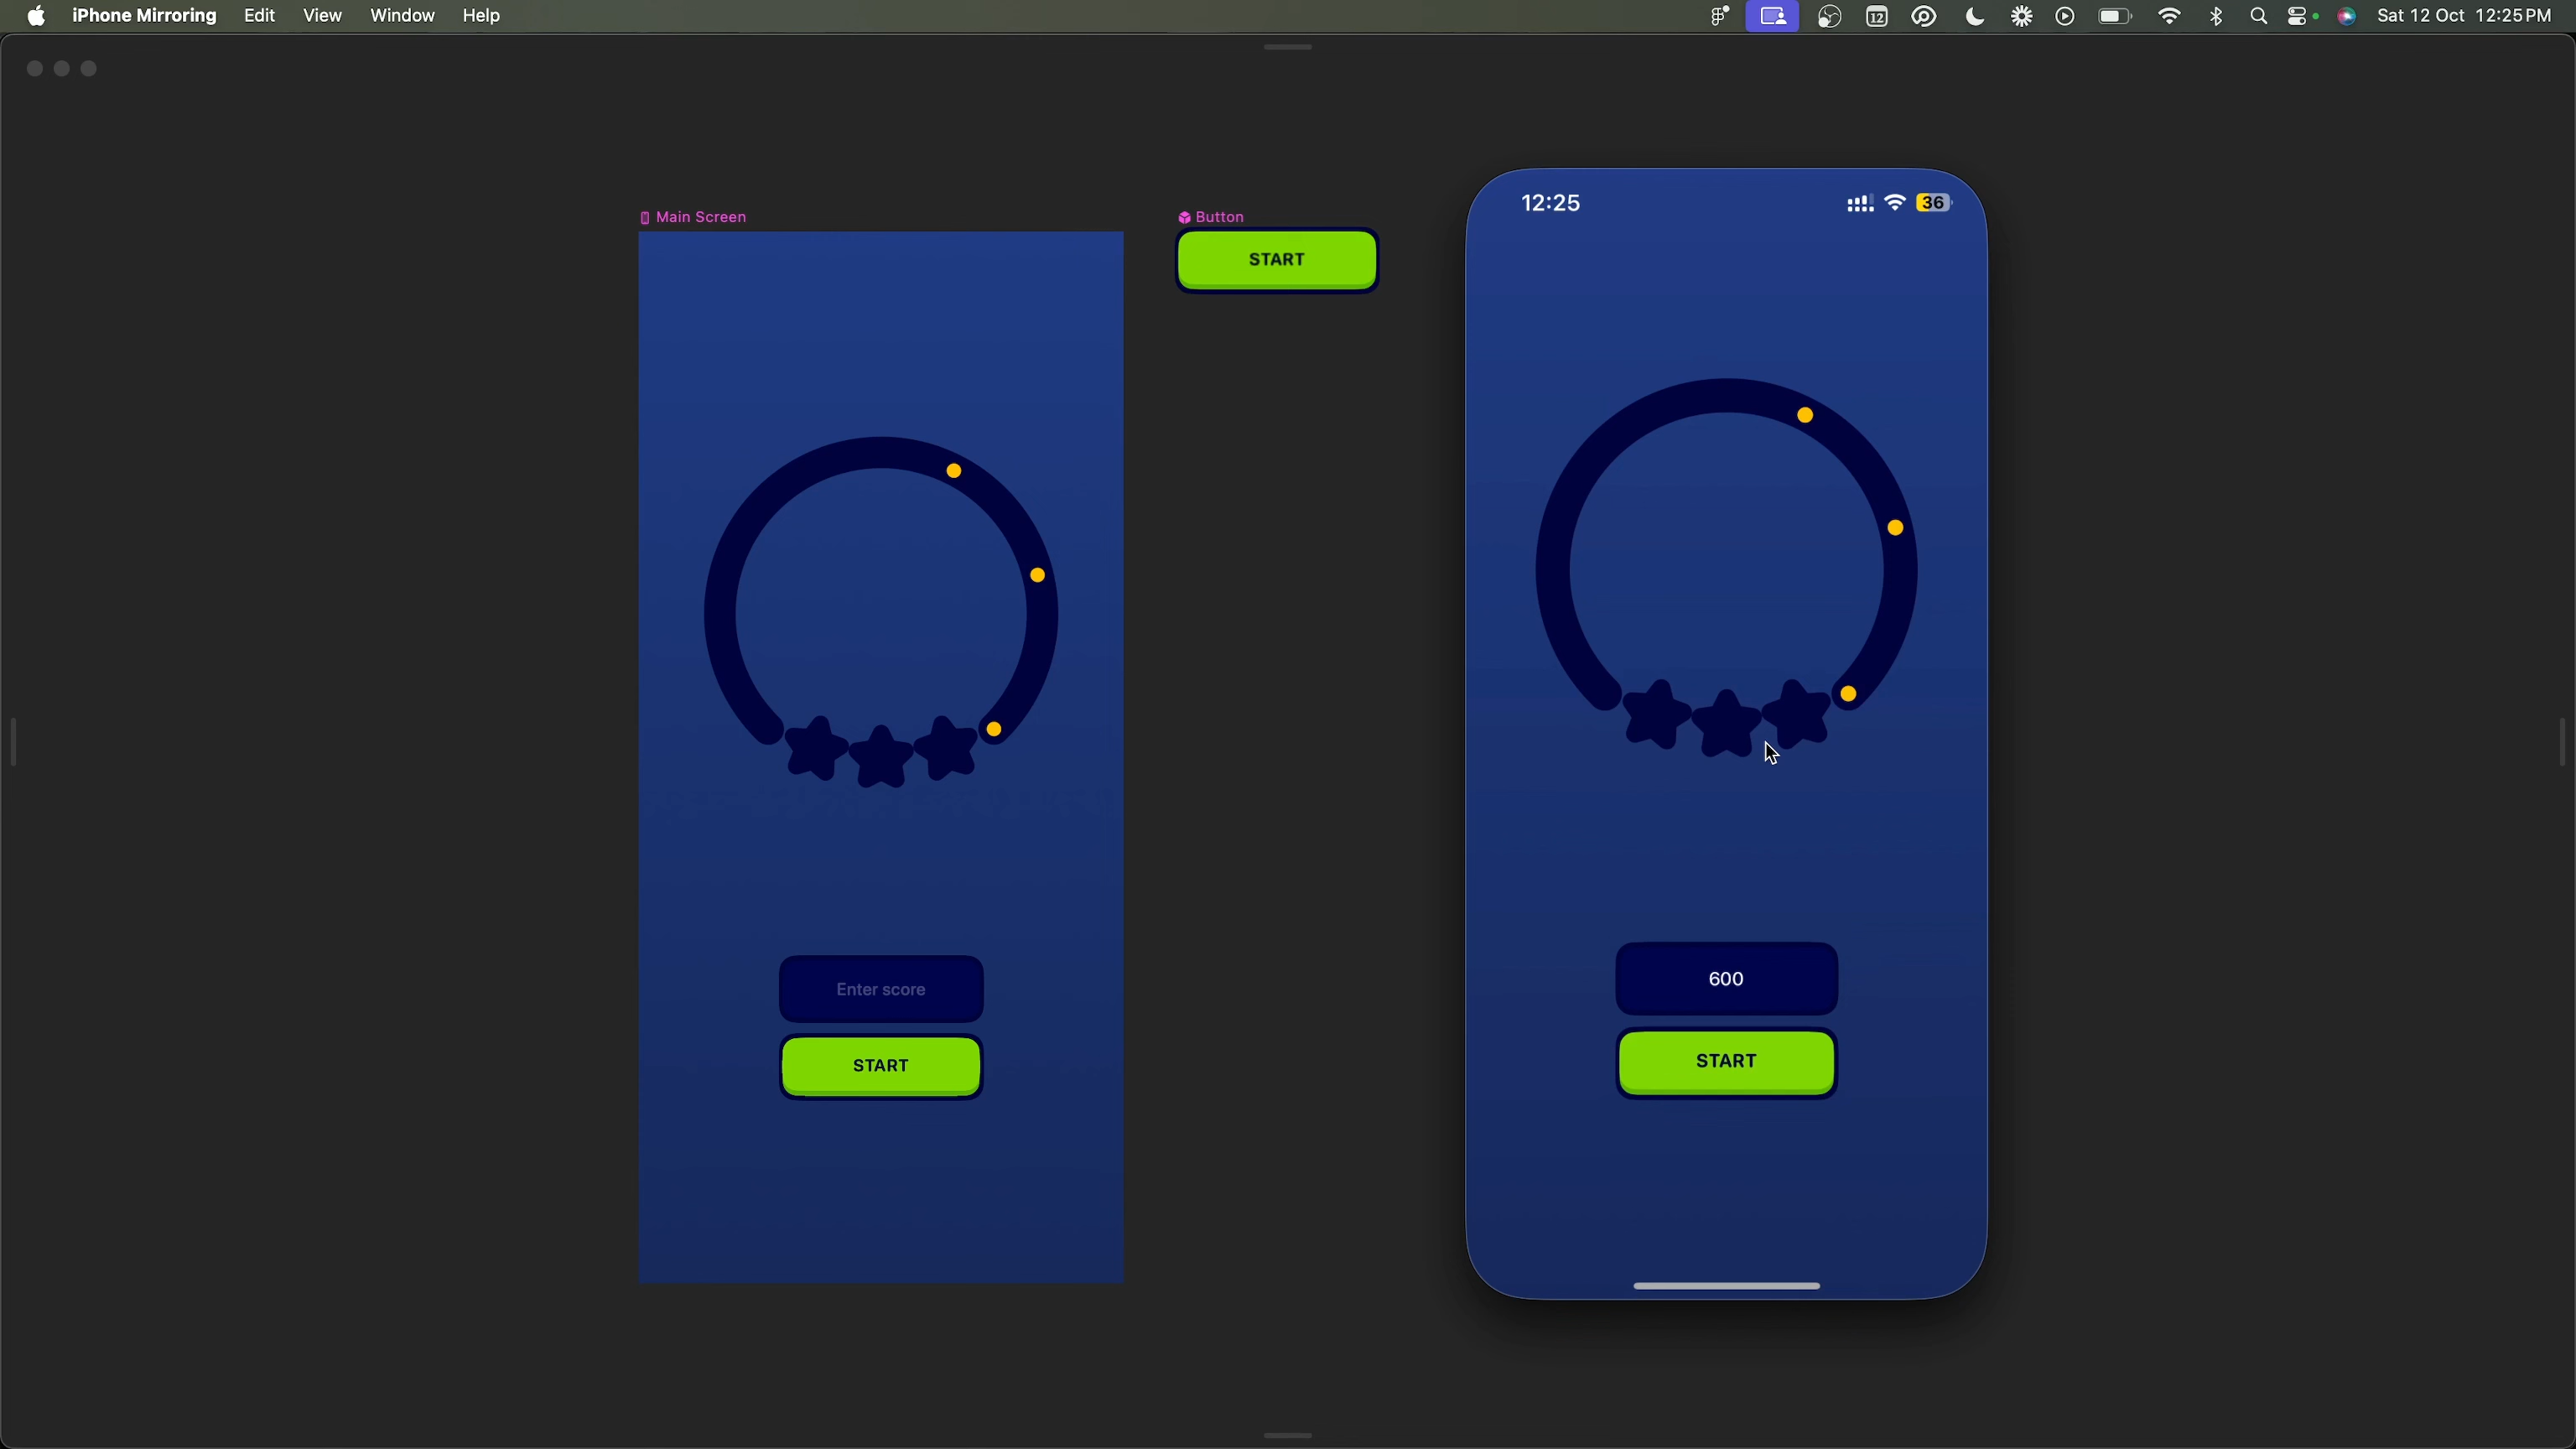 iPhone Mirroring Edit View Window Help
12
Sat 12 Oct 12:25 PM
Main Screen
Button
START
12:25
36
Enter score
START
600
START